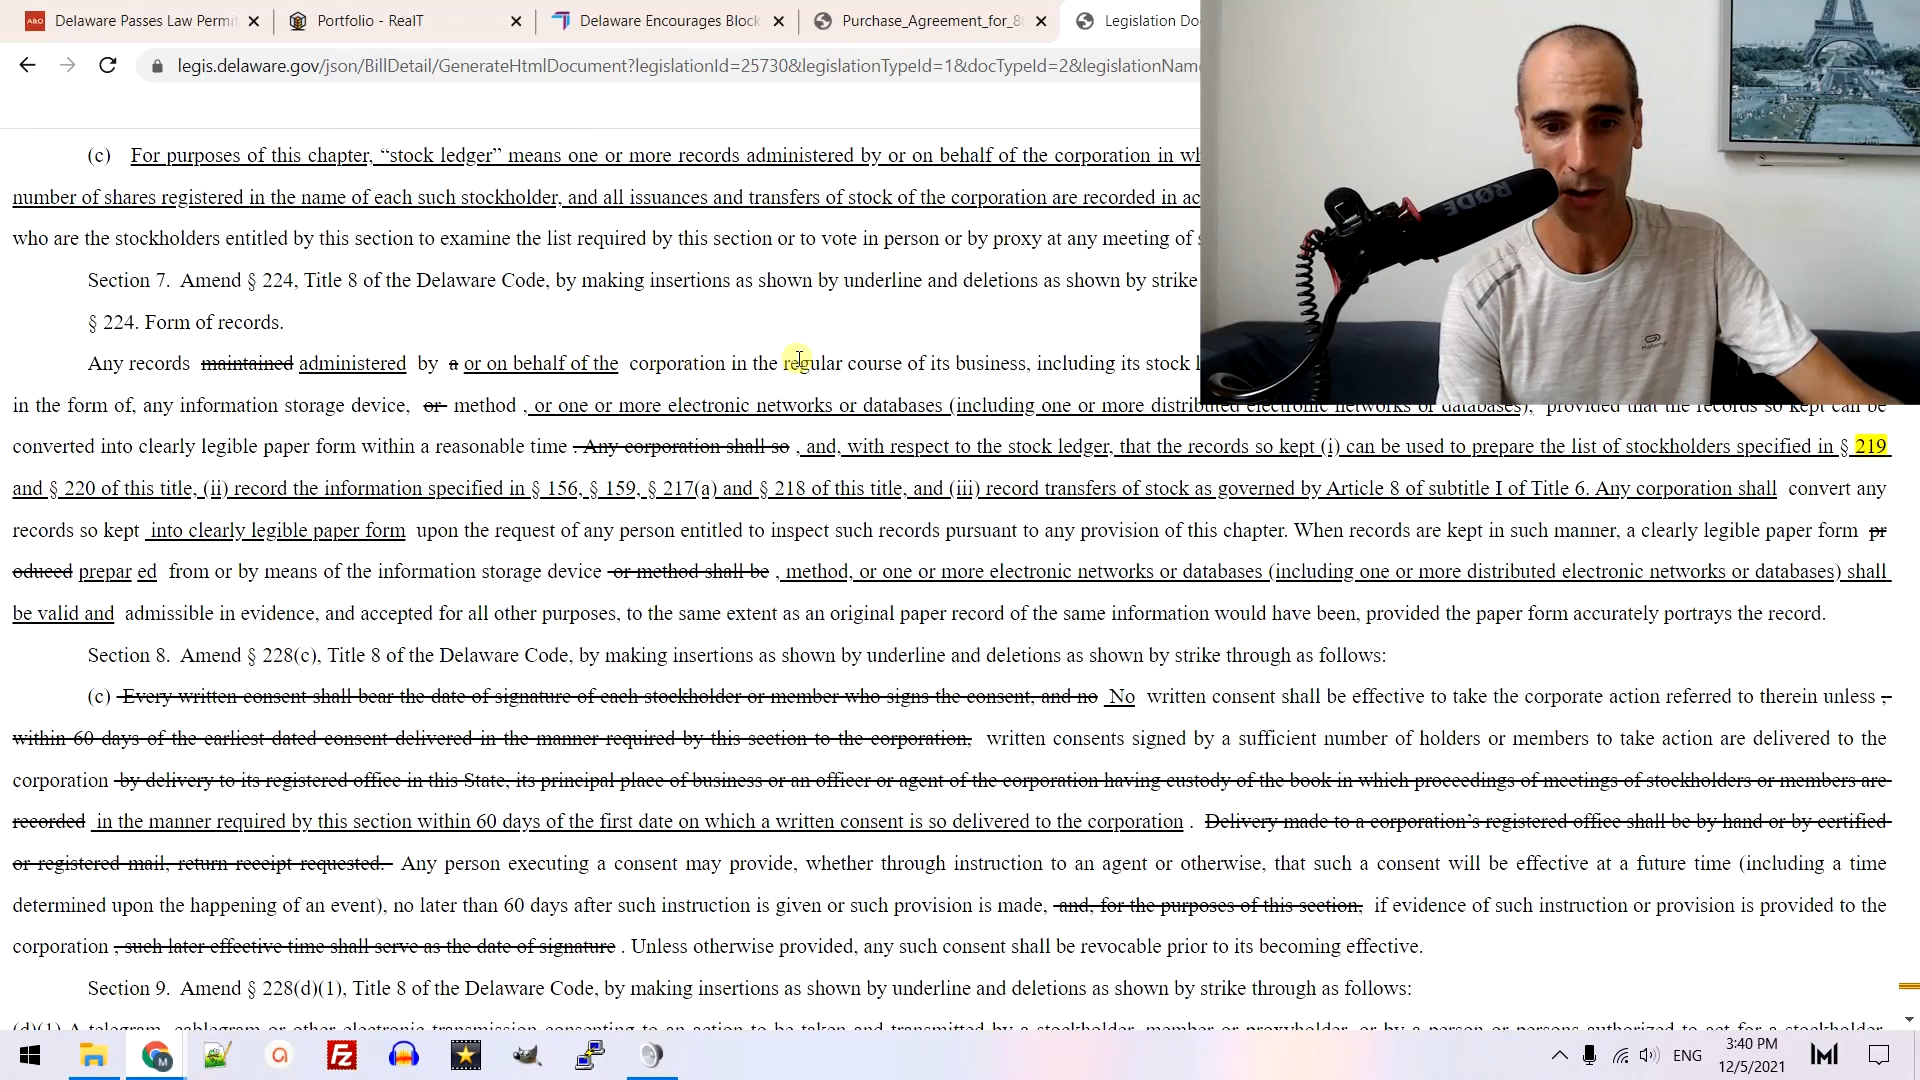 Delaware Passes Law Permi
Portfolio - RealT
Delaware Encourages Block
Purchase_Agreement_for_8
Legislation Do
legis.delaware.gov/json/BillDetail/GenerateHtmlDocument?legislationId=25730&legislationTypeId=1&docTypeId=2&legislationName
(c) For purposes of this chapter, “stock ledger” means one or more records administered by or on behalf of the corporation in
number of shares registered in the name of each such stockholder, and all issuances and transfers of stock of the corporation are recorded in
who are the stockholders entitled by this section to examine the list required by this section or to vote in person or by proxy at any meeting of
Section 7. Amend § 224, Title 8 of the Delaware Code, by making insertions as shown by underline and deletions as shown by strike
§ 224. Form of records.
Any records maintained administered by a or on behalf of the corporation in the regular course of its business, including its stock
in the form of, any information storage device, or method , or one or more electronic networks or databases (including one or more distributed electronic networks or databases), provided that the records so kept can be
converted into clearly legible paper form within a reasonable time . Any corporation shall so , and, with respect to the stock ledger, that the records so kept (i) can be used to prepare the list of stockholders specified in § 219
and § 220 of this title, (ii) record the information specified in § 156, § 159, § 217(a) and § 218 of this title, and (iii) record transfers of stock as governed by Article 8 of subtitle I of Title 6. Any corporation shall convert any
records so kept into clearly legible paper form upon the request of any person entitled to inspect such records pursuant to any provision of this chapter. When records are kept in such manner, a clearly legible paper form pr
oduced prepar ed from or by means of the information storage device or method shall be , method, or one or more electronic networks or databases (including one or more distributed electronic networks or databases) shall
be valid and admissible in evidence, and accepted for all other purposes, to the same extent as an original paper record of the same information would have been, provided the paper form accurately portrays the record.
Section 8. Amend § 228(c), Title 8 of the Delaware Code, by making insertions as shown by underline and deletions as shown by strike through as follows:
(c) Every written consent shall bear the date of signature of each stockholder or member who signs the consent, and no No written consent shall be effective to take the corporate action referred to therein unless ,
within 60 days of the earliest dated consent delivered in the manner required by this section to the corporation, written consents signed by a sufficient number of holders or members to take action are delivered to the
corporation by delivery to its registered office in this State, its principal place of business or an officer or agent of the corporation having custody of the book in which proceedings of meetings of stockholders or members are
recorded in the manner required by this section within 60 days of the first date on which a written consent is so delivered to the corporation . Delivery made to a corporation’s registered office shall be by hand or by certified
or registered mail, return receipt requested. Any person executing a consent may provide, whether through instruction to an agent or otherwise, that such a consent will be effective at a future time (including a time
determined upon the happening of an event), no later than 60 days after such instruction is given or such provision is made, and, for the purposes of this section, if evidence of such instruction or provision is provided to the
corporation , such later effective time shall serve as the date of signature . Unless otherwise provided, any such consent shall be revocable prior to its becoming effective.
Section 9. Amend § 228(d)(1), Title 8 of the Delaware Code, by making insertions as shown by underline and deletions as shown by strike through as follows:
(d)(1) A telegram, cablegram or other electronic transmission consenting to an action to be taken and transmitted by a stockholder, member or proxyholder, or by a person or persons authorized to act for a stockholder,
RØDE
ENG
3:40 PM
12/5/2021